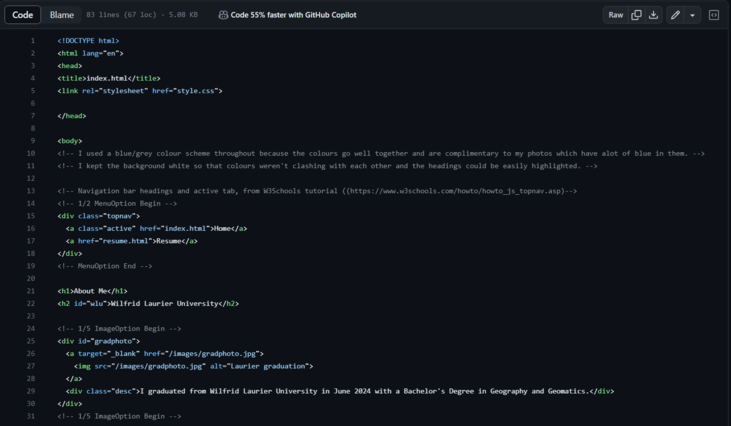 Code Blame 83 lines (67 loc) · 5.08 KB Code 55% faster with GitHub Copilot Raw
1 <!DOCTYPE html>
2 <html lang="en">
3 <head>
4 <title>index.html</title>
5 <link rel="stylesheet" href="style.css">
6
7 </head>
8
9 <body>
10 <!-- I used a blue/grey colour scheme throughout because the colours go well together and are complimentary to my photos which have alot of blue in them. -->
11 <!-- I kept the background white so that colours weren't clashing with each other and the headings could be easily highlighted. -->
12
13 <!-- Navigation bar headings and active tab, from W3Schools tutorial ((https://www.w3schools.com/howto/howto_js_topnav.asp)-->
14 <!-- 1/2 MenuOption Begin -->
15 <div class="topnav">
16 <a class="active" href="index.html">Home</a>
17 <a href="resume.html">Resume</a>
18 </div>
19 <!-- MenuOption End -->
20
21 <h1>About Me</h1>
22 <h2 id="wlu">Wilfrid Laurier University</h2>
23
24 <!-- 1/5 ImageOption Begin -->
25 <div id="gradphoto">
26 <a target="_blank" href="/images/gradphoto.jpg">
27 <img src="/images/gradphoto.jpg" alt="Laurier graduation">
28 </a>
29 <div class="desc">I graduated from Wilfrid Laurier University in June 2024 with a Bachelor's Degree in Geography and Geomatics.</div>
30 </div>
31 <!-- 1/5 ImageOption Begin -->